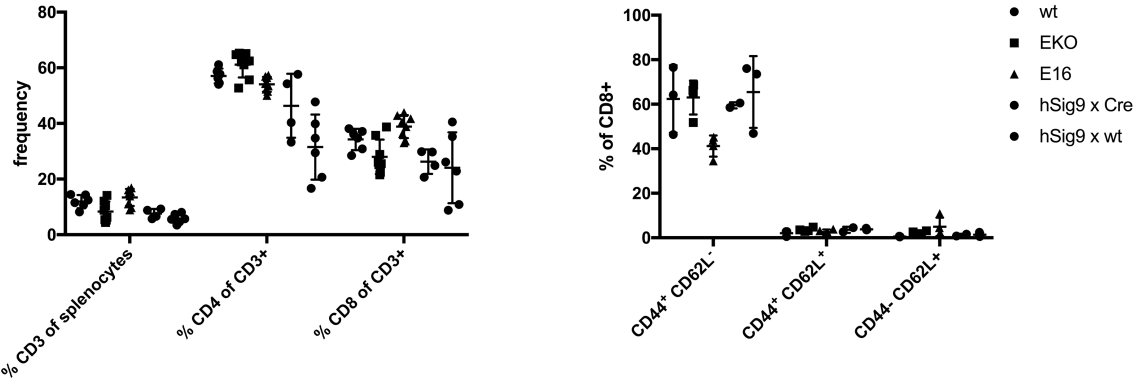 80
60
40
20
0
frequency
% CD3 of splenocytes
% CD4 of CD3+
% CD8 of CD3+
100
80
60
40
20
0
% of CD8+
CD44⁺ CD62L⁻
CD44⁺ CD62L⁺
CD44- CD62L+
wt
EKO
E16
hSig9 x Cre
hSig9 x wt